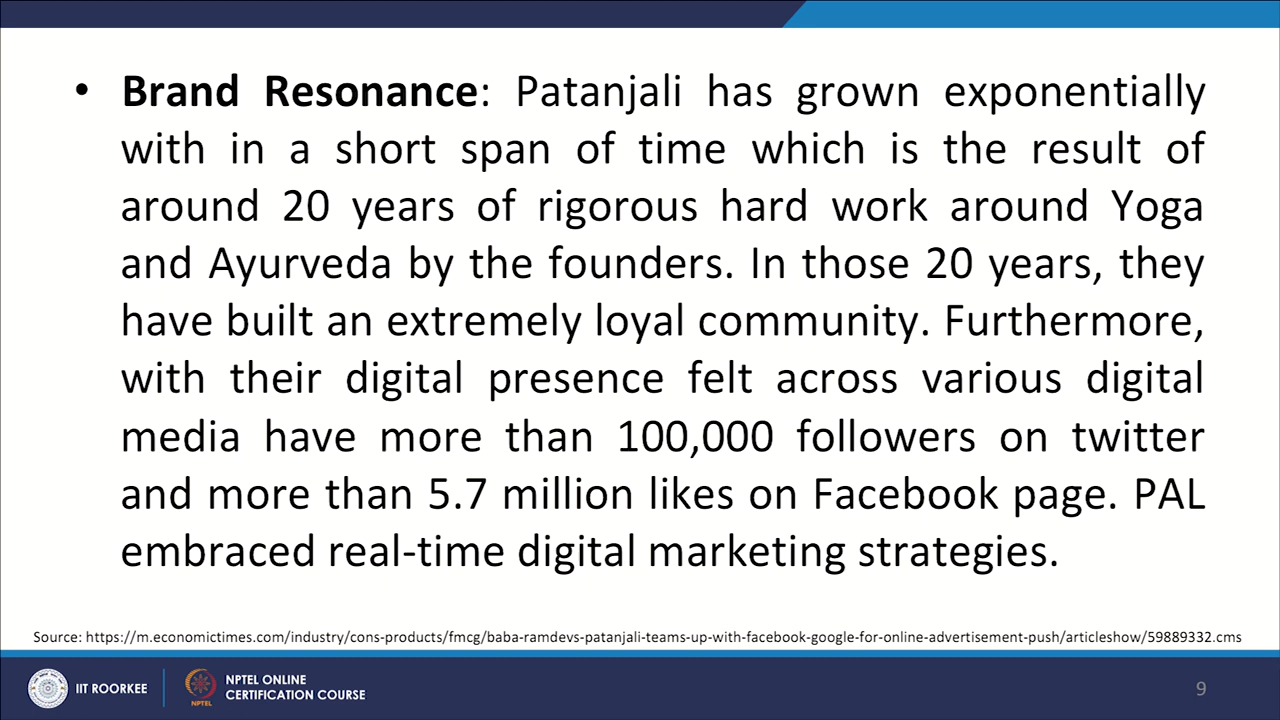 • Brand Resonance: Patanjali has grown exponentially
with in a short span of time which is the result of
around 20 years of rigorous hard work around Yoga
and Ayurveda by the founders. In those 20 years, they
have built an extremely loyal community. Furthermore,
with their digital presence felt across various digital
media have more than 100,000 followers on twitter
and more than 5.7 million likes on Facebook page. PAL
embraced real-time digital marketing strategies.
Source: https://m.economictimes.com/industry/cons-products/fmcg/baba-ramdevs-patanjali-teams-up-with-facebook-google-for-online-advertisement-push/articleshow/59889332.cms
IIT ROORKEE
NPTEL
NPTEL ONLINE
CERTIFICATION COURSE
9